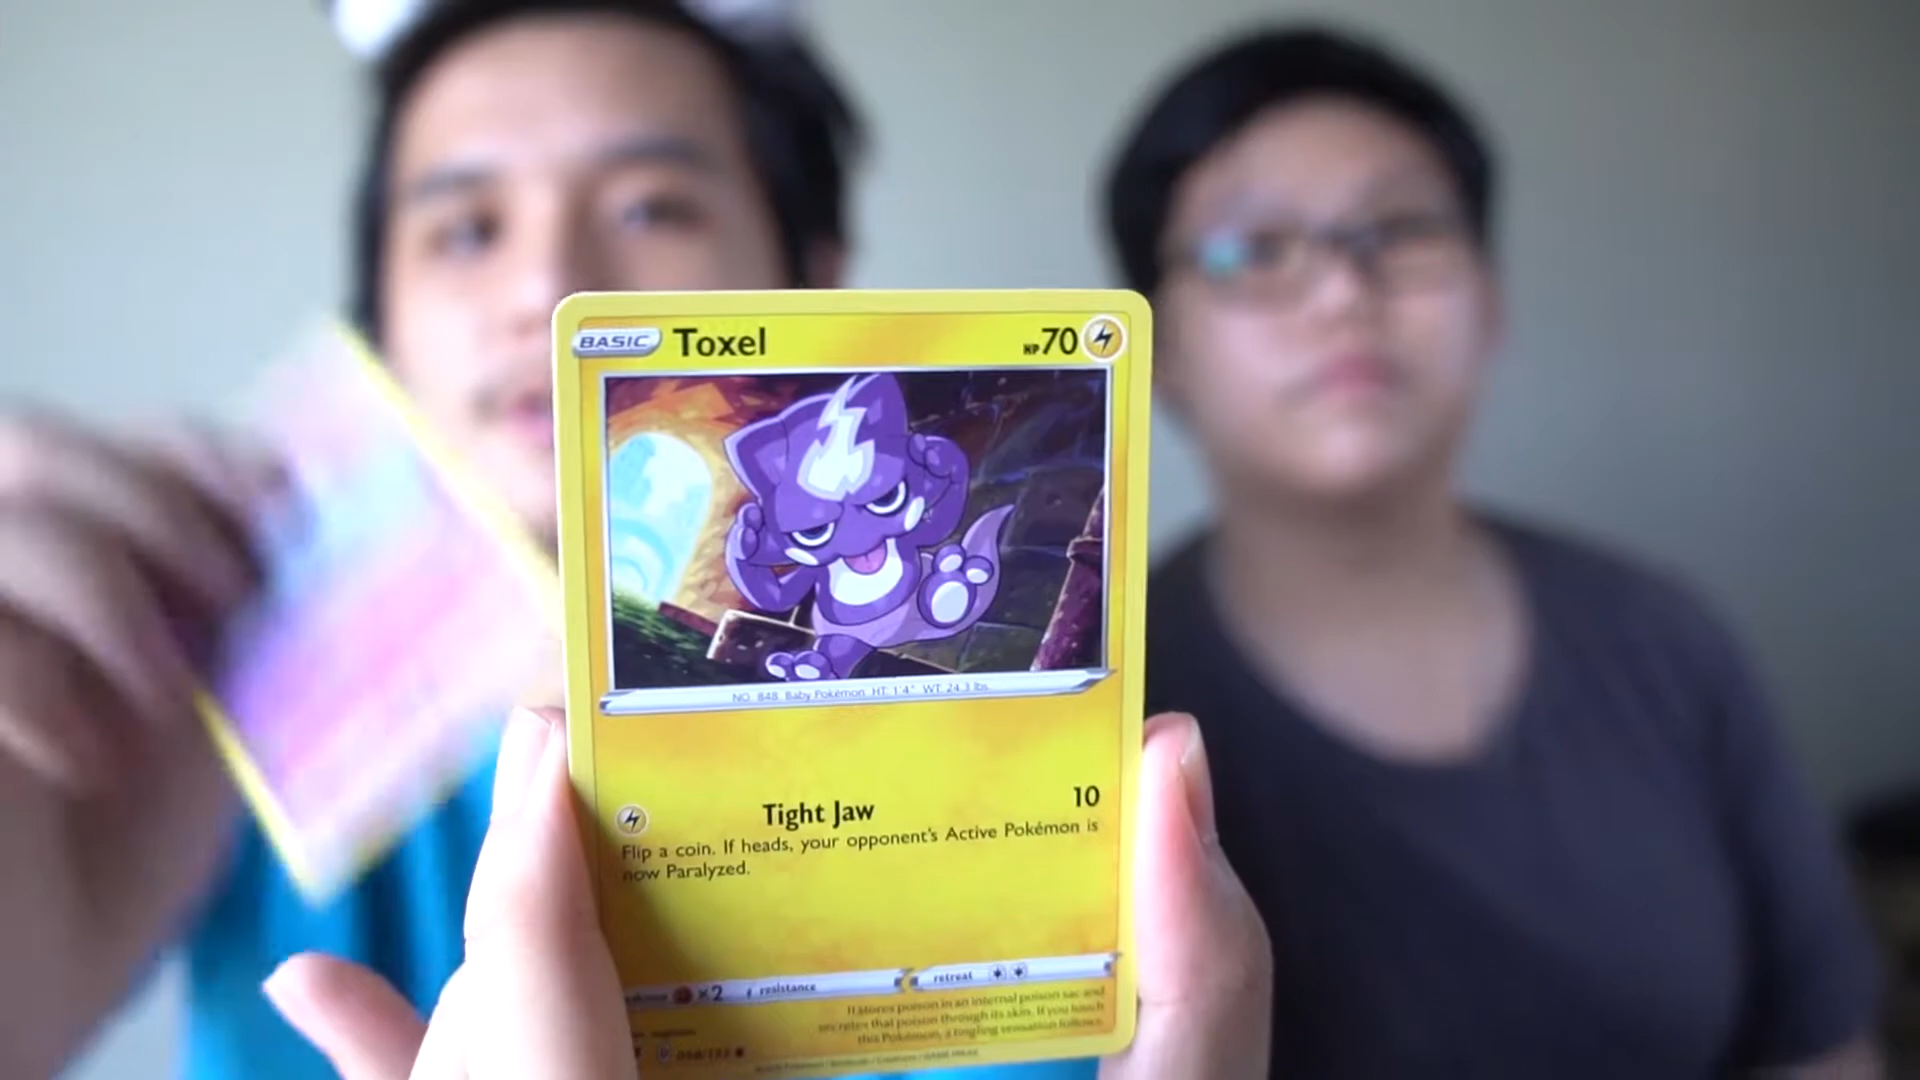 BASIC Toxel HP 70
NO. 848 Baby Pokémon HT: 1'4" WT: 24.3 lbs.
Tight Jaw 10
Flip a coin. If heads, your opponent's Active Pokémon is
now Paralyzed.
×2 resistance retreat
It stores poison in an internal poison sac and
secretes that poison through its skin. If you touch
this Pokémon, a tingling sensation follows.